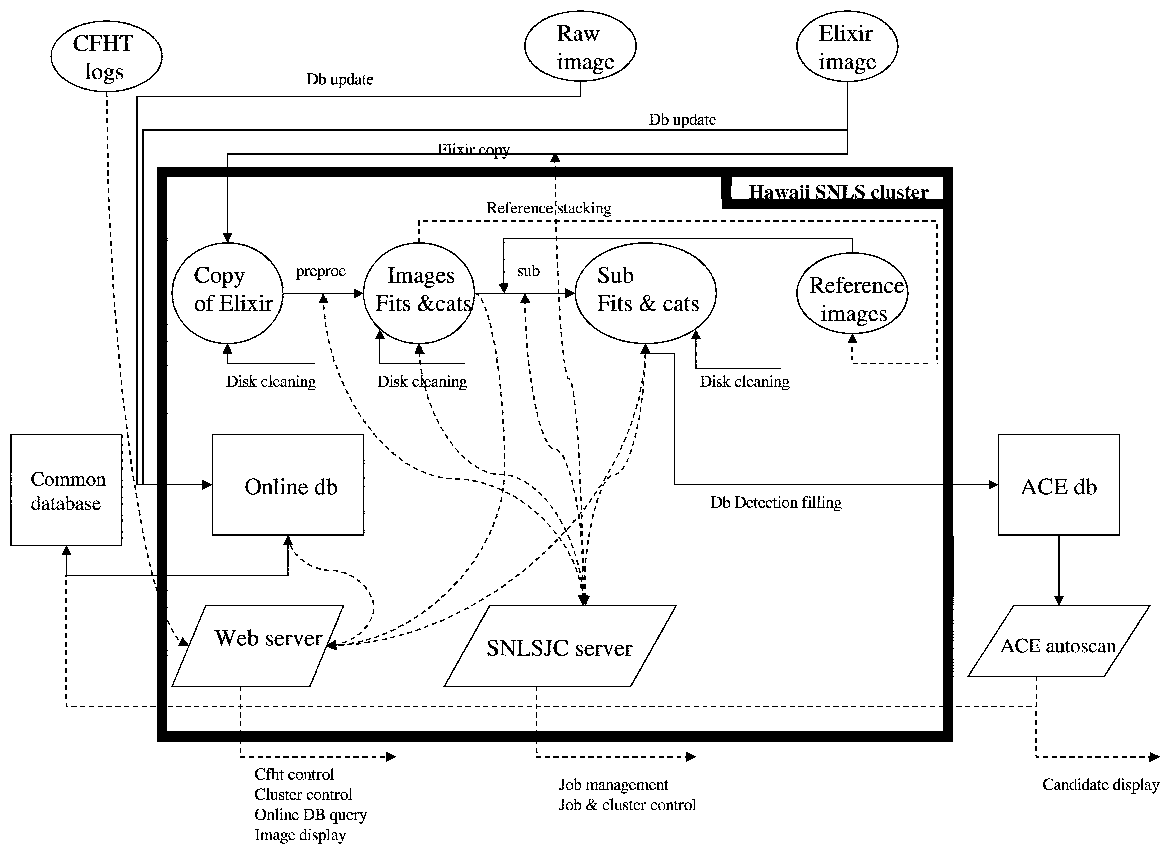 CFHT
logs
Raw
image
Elixir
image
Db update
Db update
Elixir copy
Hawaii SNLS cluster
Reference stacking
Copy
of Elixir
preproc
Images
Fits &cats
sub
Sub
Fits & cats
Reference
images
Disk cleaning
Disk cleaning
Disk cleaning
Common
database
Online db
ACE db
Db Detection filling
Web server
SNLSJC server
ACE autoscan
Cfht control
Cluster control
Online DB query
Image display
Job management
Job & cluster control
Candidate display